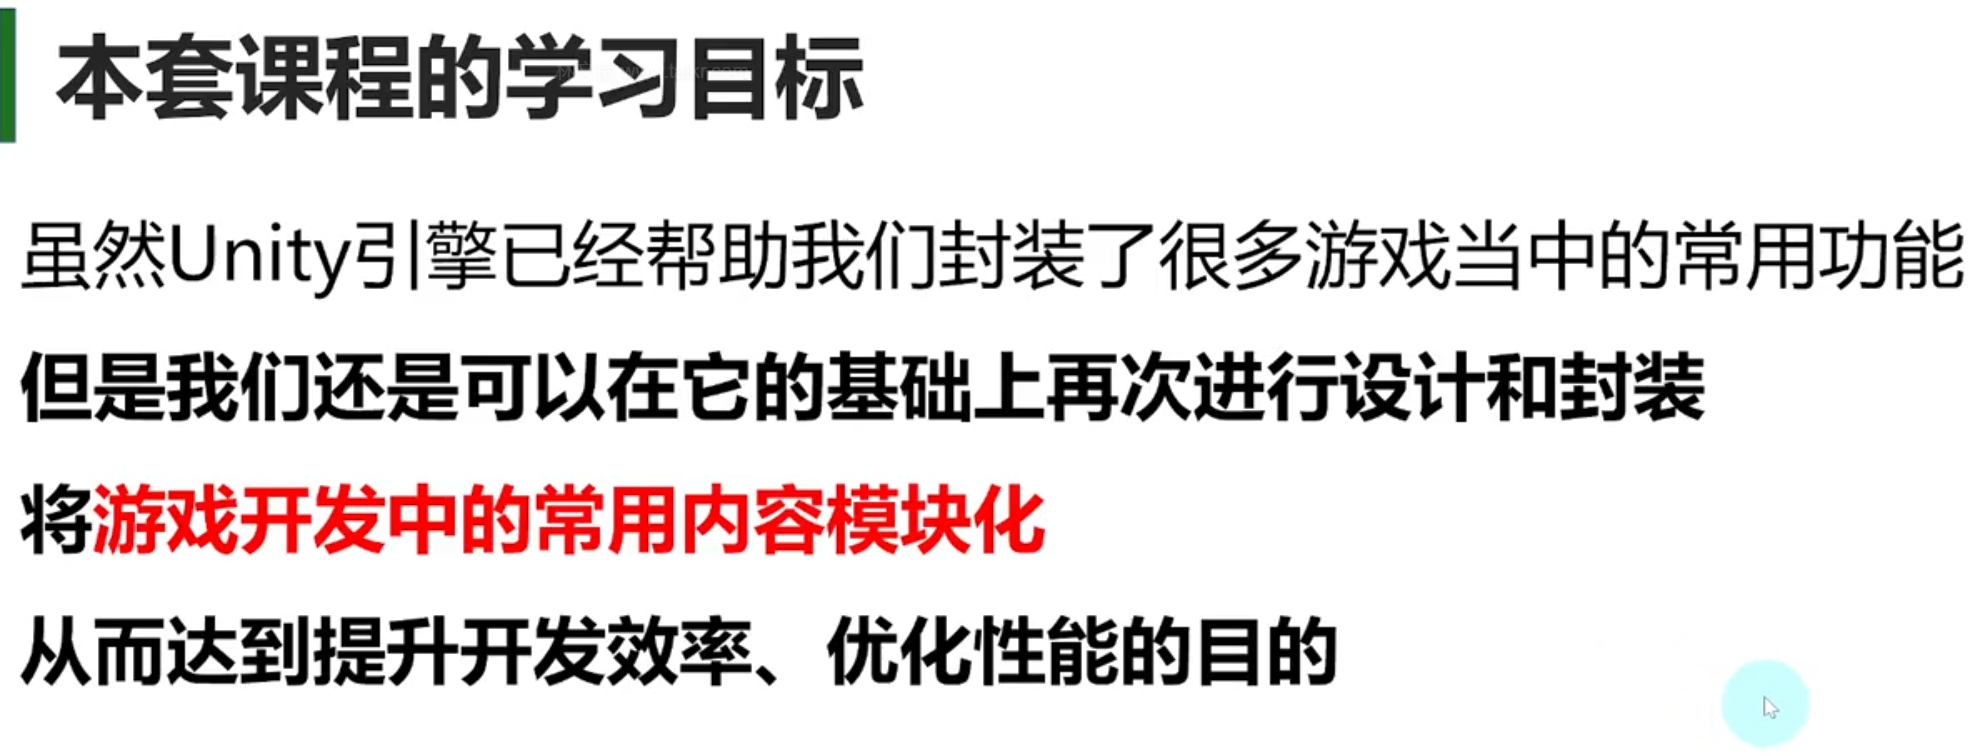 本套课程的学习目标
虽然Unity引擎已经帮助我们封装了很多游戏当中的常用功能
但是我们还是可以在它的基础上再次进行设计和封装
将游戏开发中的常用内容模块化
从而达到提升开发效率、优化性能的目的